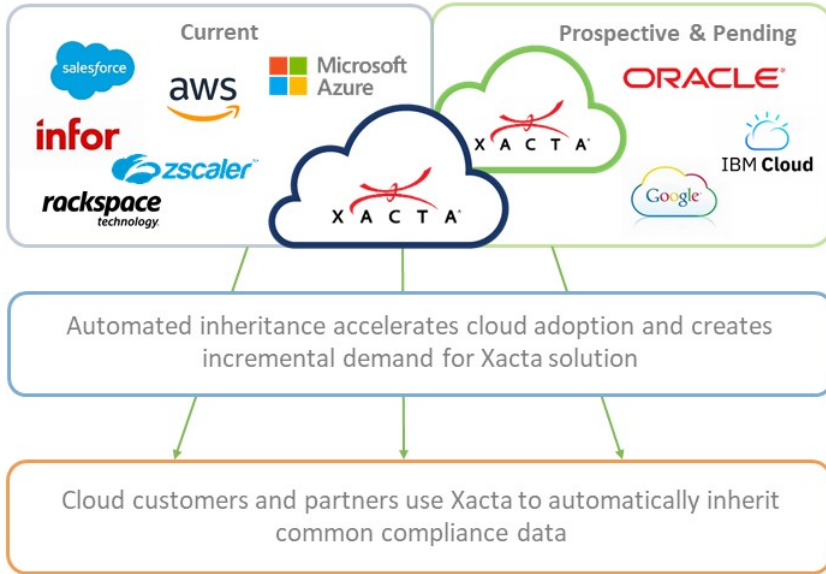 Current
salesforce
aws
Microsoft
Azure
infor
zscaler™
rackspace
technology.
XACTA®
Prospective & Pending
ORACLE®
XACTA®
IBM Cloud
Google™
Automated inheritance accelerates cloud adoption and creates
incremental demand for Xacta solution
Cloud customers and partners use Xacta to automatically inherit
common compliance data